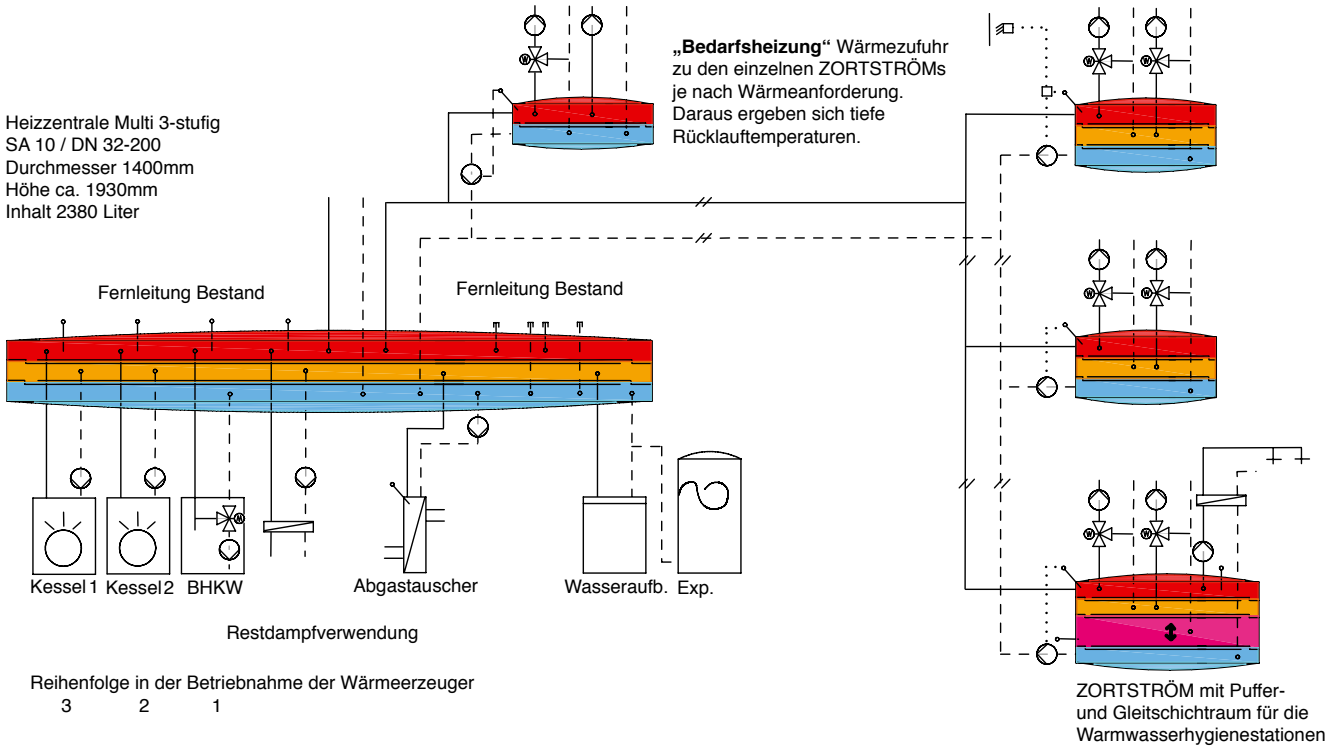 „Bedarfsheizung“ Wärmezufuhr
zu den einzelnen ZORTSTRÖMs
je nach Wärmeanforderung.
Daraus ergeben sich tiefe
Rücklauftemperaturen.
Heizzentrale Multi 3-stufig
SA 10 / DN 32-200
Durchmesser 1400mm
Höhe ca. 1930mm
Inhalt 2380 Liter
Fernleitung Bestand
Fernleitung Bestand
Kessel 1
Kessel 2
BHKW
Abgastauscher
Wasseraufb.
Exp.
Restdampfverwendung
Reihenfolge in der Betriebnahme der Wärmeerzeuger
3 2 1
ZORTSTRÖM mit Puffer-
und Gleitschichtraum für die
Warmwasserhygienestationen